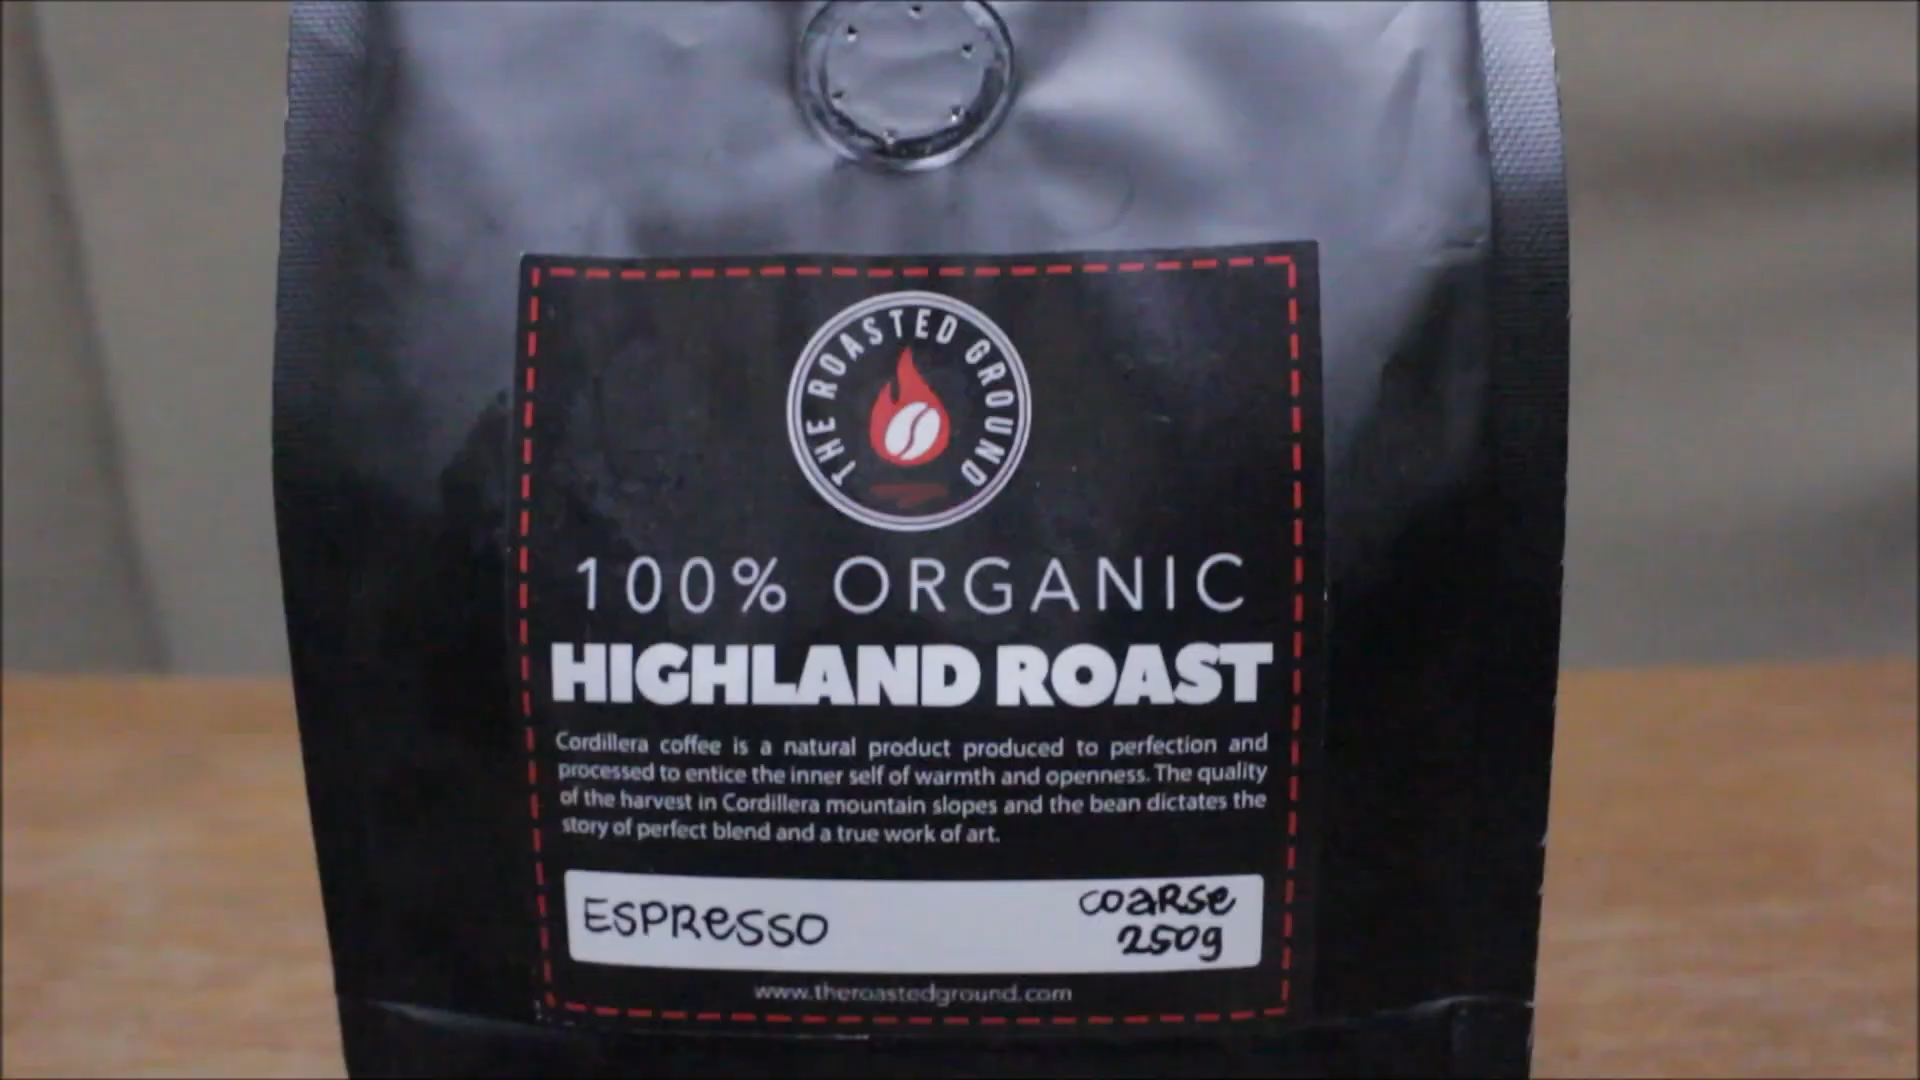 THE ROASTED GROUND
100% ORGANIC
HIGHLAND ROAST
Cordillera coffee is a natural product produced to perfection and
processed to entice the inner self of warmth and openness. The quality
of the harvest in Cordillera mountain slopes and the bean dictates the
story of perfect blend and a true work of art.
ESPResso
coaRse
250g
www.theroastedground.com